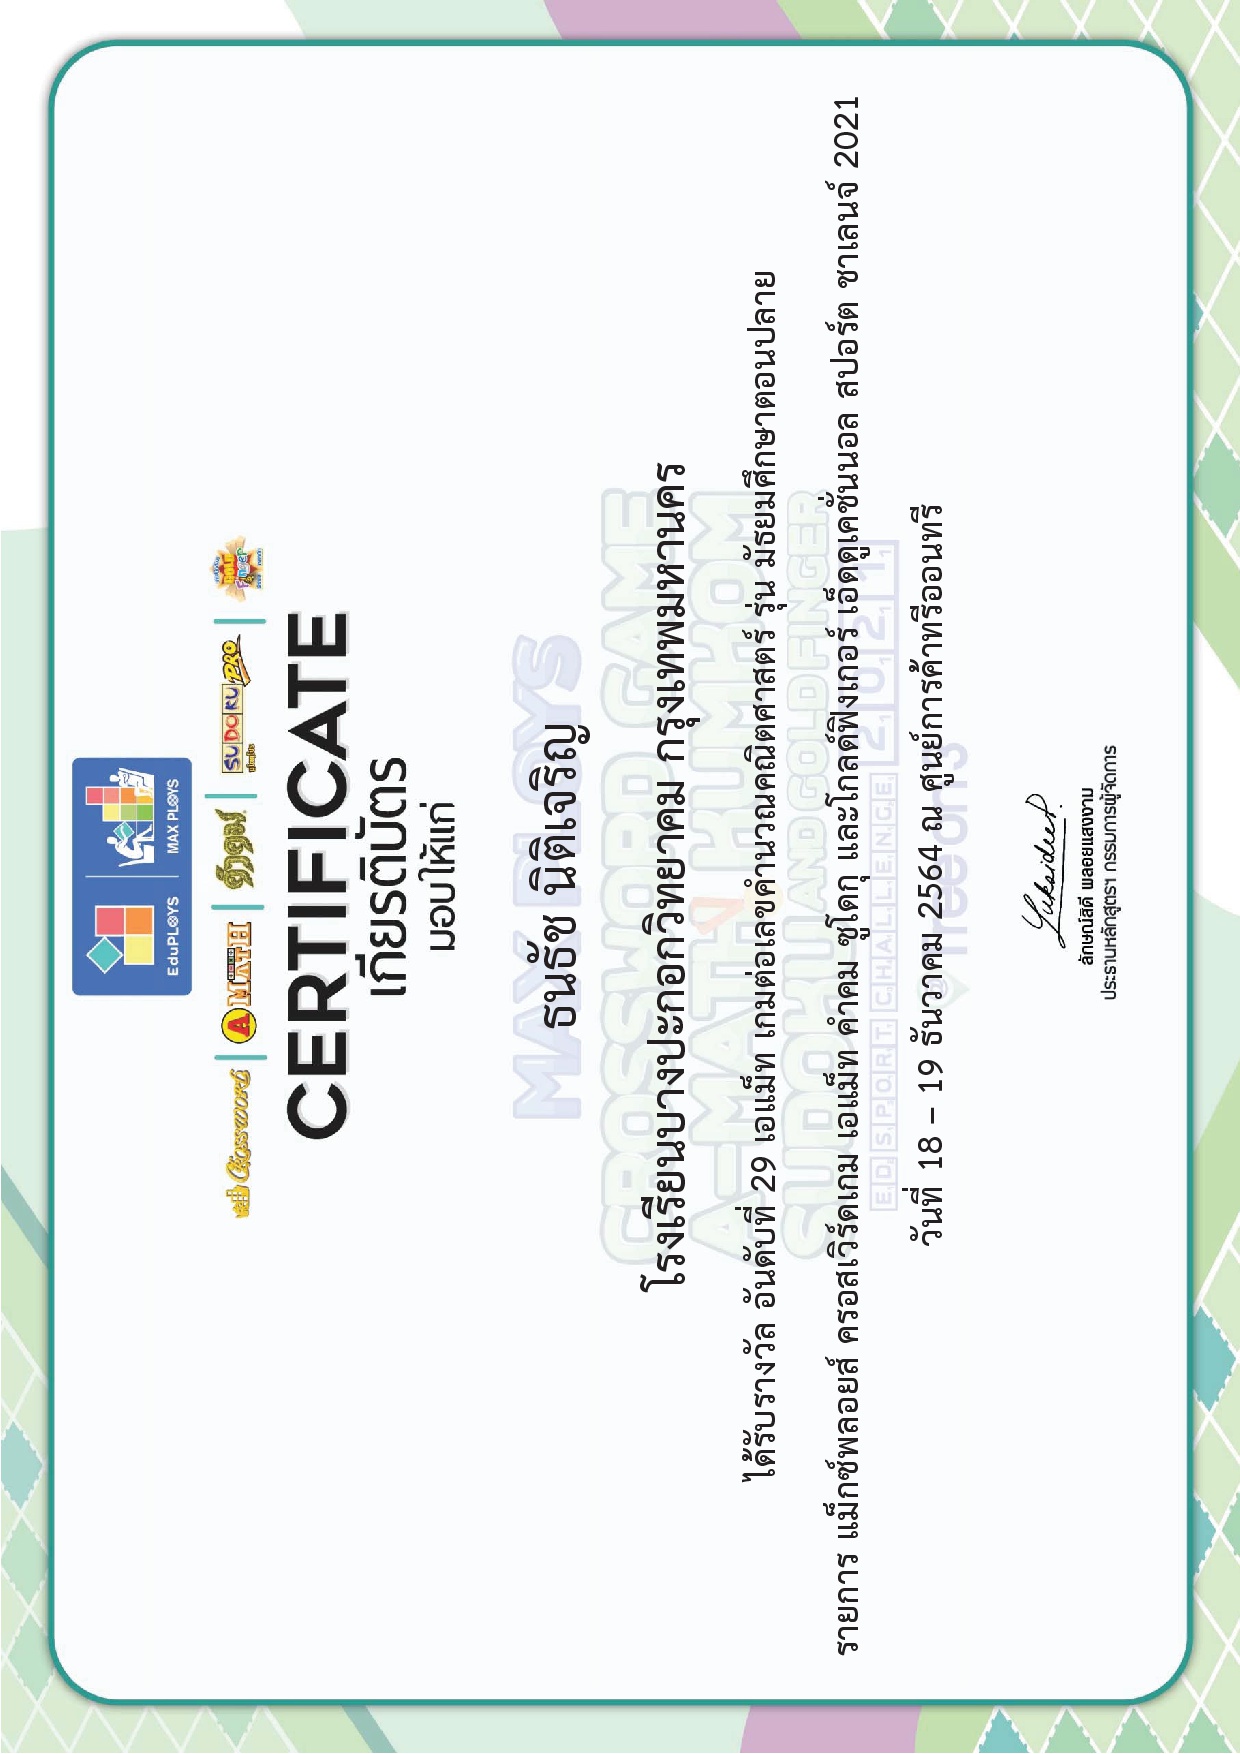 EduPLOYS MAX PLOYS
Crossword A MATH คำคม SUDOKU PRO GOLD Finger
CERTIFICATE
เกียรติบัตร
มอบให้แก่
MAX PLOYS
ธนธัช นิติเจริญ
CROSSWORD GAME
โรงเรียนบางปะกอกวิทยาคม กรุงเทพมหานคร
A-MATH KUMKOM
ได้รับรางวัล อันดับที่ 29 เอแม็ท เกมต่อเลขคำนวณคณิตศาสตร์ รุ่น มัธยมศึกษาตอนปลาย
SUDOKU AND GOLD FINGER
รายการ แม็กซ์พลอยส์ ครอสเวิร์ดเกม เอแม็ท คำคม ซูโดกุ และโกลด์ฟิงเกอร์ เอ็ดดูเคชั่นนอล สปอร์ต ชาเลนจ์ 2021
ED SPORT CHALLENGE 2021
วันที่ 18 – 19 ธันวาคม 2564 ณ ศูนย์การค้าทรีออนทรี
Tree on 3
ลักษณ์สิดี พลอยแสงงาม
ประธานหลักสูตรฯ กรรมการผู้จัดการ